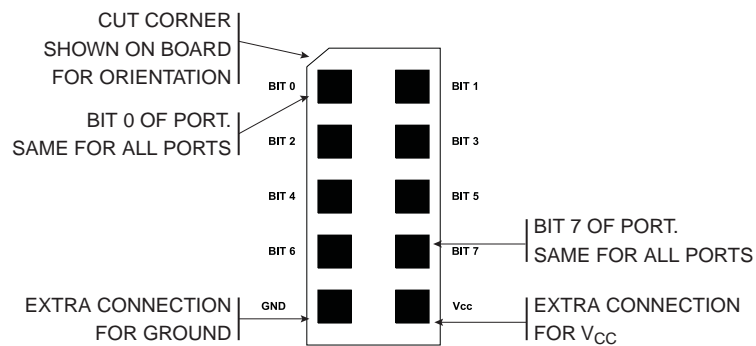 CUT CORNER
SHOWN ON BOARD
FOR ORIENTATION
BIT 0
BIT 1
BIT 0 OF PORT.
SAME FOR ALL PORTS
BIT 2
BIT 3
BIT 4
BIT 5
BIT 7 OF PORT.
SAME FOR ALL PORTS
BIT 6
BIT 7
EXTRA CONNECTION
FOR GROUND
GND
Vcc
EXTRA CONNECTION
FOR VCC